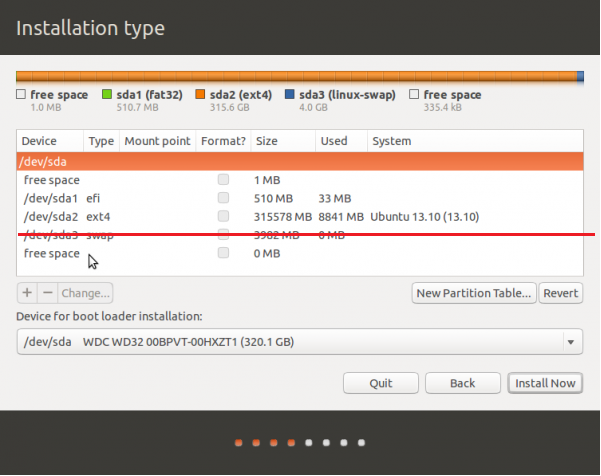 Installation type
free space sda1 (fat32) sda2 (ext4) sda3 (linux-swap) free space
1.0 MB 510.7 MB 315.6 GB 4.0 GB 335.4 kB
Device Type Mount point Format? Size Used System
/dev/sda
free space 1 MB
/dev/sda1 efi 510 MB 33 MB
/dev/sda2 ext4 315578 MB 8841 MB Ubuntu 13.10 (13.10)
/dev/sda3 swap 3982 MB 0 MB
free space 0 MB
+ − Change... New Partition Table... Revert
Device for boot loader installation:
/dev/sda WDC WD32 00BPVT-00HXZT1 (320.1 GB)
Quit Back Install Now